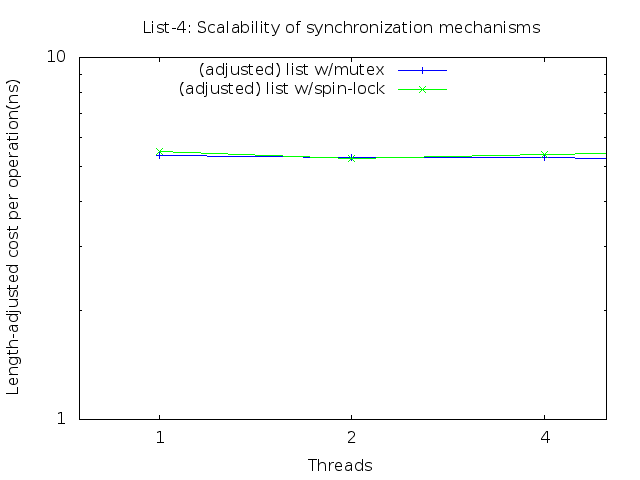 List-4: Scalability of synchronization mechanisms
10
(adjusted) list w/mutex
(adjusted) list w/spin-lock
Length-adjusted cost per operation(ns)
1
1 2 4
Threads